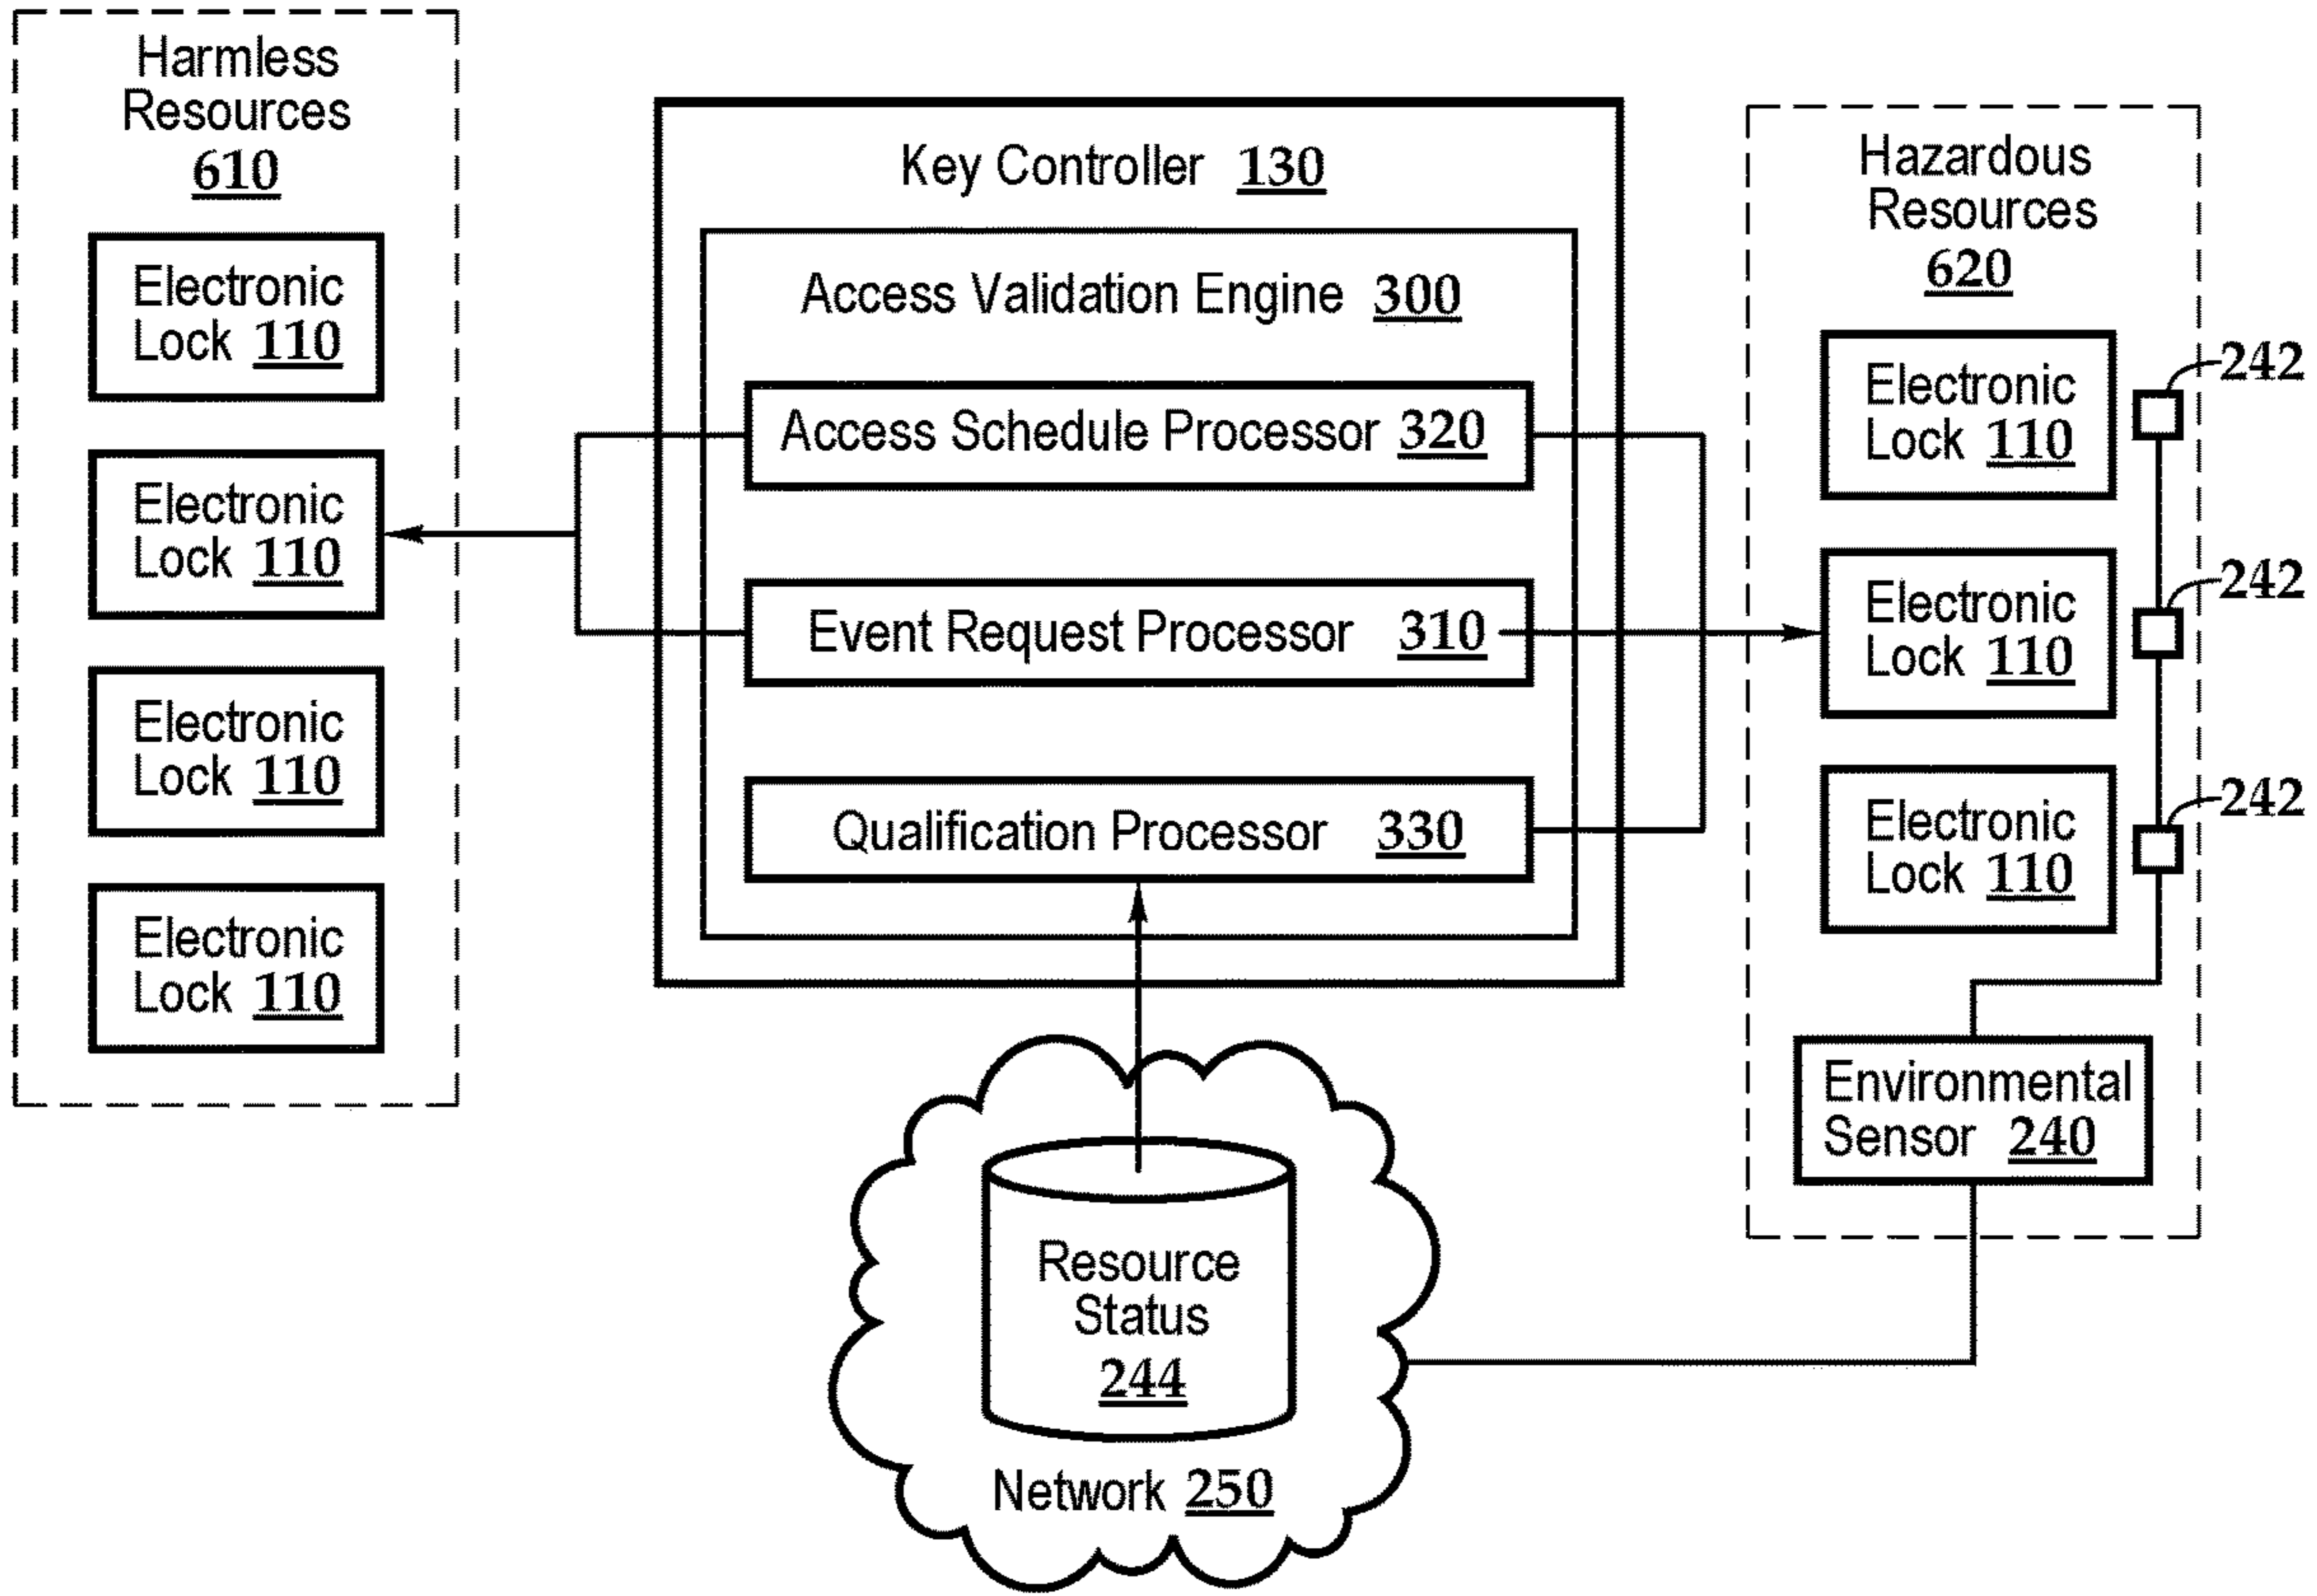 Harmless
Resources
610
Electronic
Lock 110
Electronic
Lock 110
Electronic
Lock 110
Electronic
Lock 110
Key Controller 130
Access Validation Engine 300
Access Schedule Processor 320
Event Request Processor 310
Qualification Processor 330
Resource
Status
244
Network 250
Hazardous
Resources
620
Electronic
Lock 110
242
Electronic
Lock 110
242
Electronic
Lock 110
242
Environmental
Sensor 240